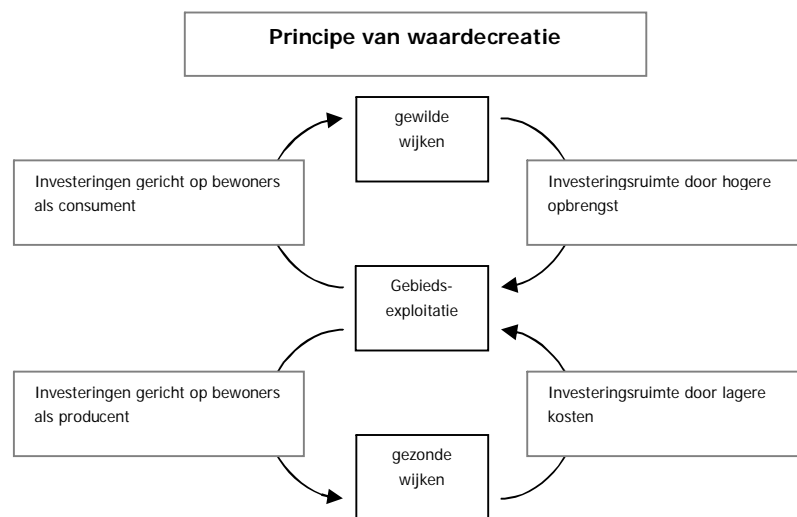 Principe van waardecreatie
gewilde
wijken
Investeringen gericht op bewoners
als consument
Investeringsruimte door hogere
opbrengst
Gebieds-
exploitatie
Investeringen gericht op bewoners
als producent
Investeringsruimte door lagere
kosten
gezonde
wijken